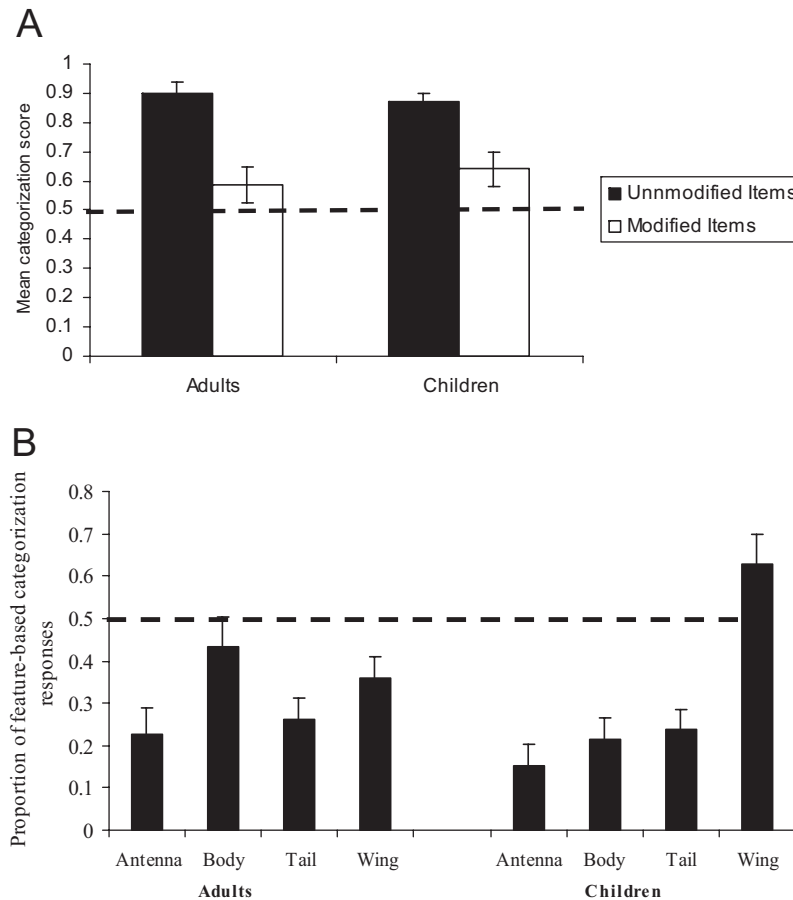 A
Mean categorization score
1
0.9
0.8
0.7
0.6
0.5
0.4
0.3
0.2
0.1
0
Adults
Children
Unnmodified Items
Modified Items
B
Proportion of feature-based categorization
responses
0.8
0.7
0.6
0.5
0.4
0.3
0.2
0.1
0
Antenna Body Tail Wing Antenna Body Tail Wing
Adults Children